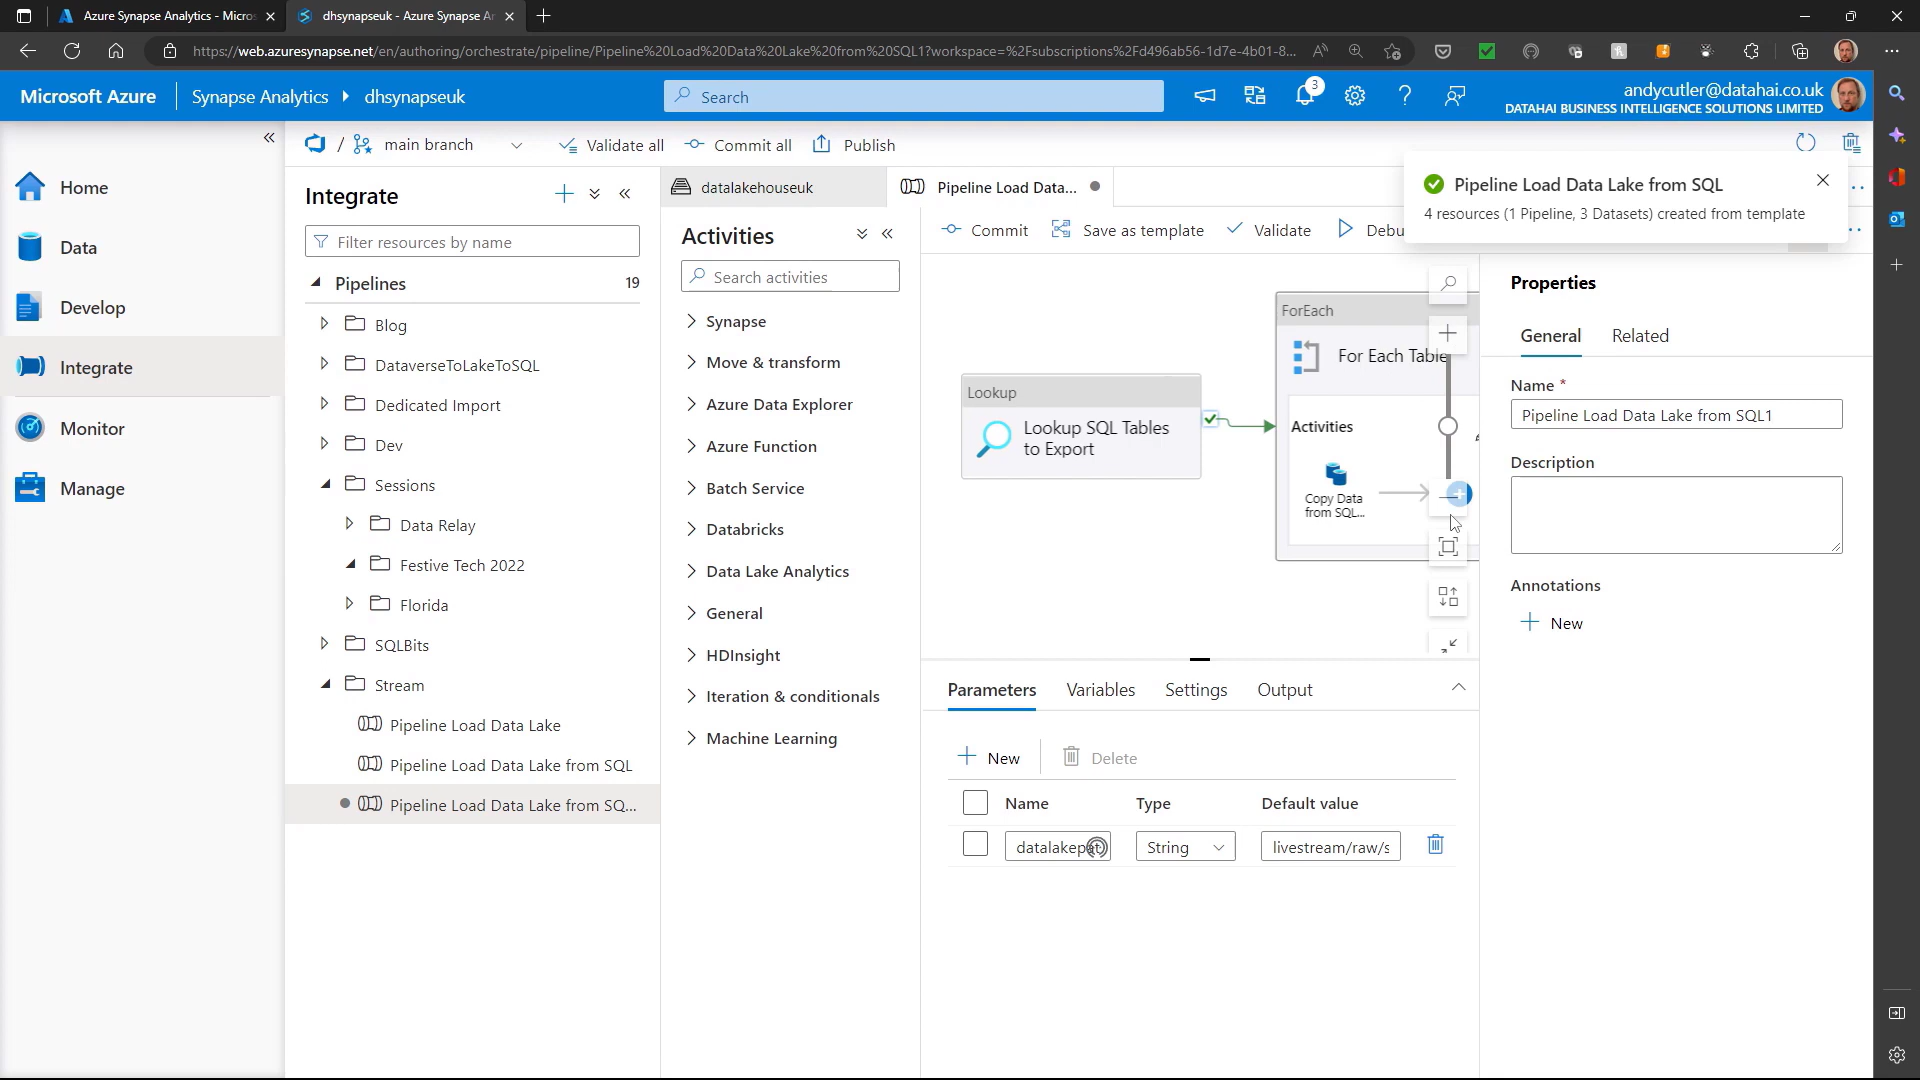 Azure Synapse Analytics - Micros
dhsynapseuk - Azure Synapse Ar
https://web.azuresynapse.net/en/authoring/orchestrate/pipeline/Pipeline%20Load%20Data%20Lake%20from%20SQL1?workspace=%2Fsubscriptions%2Fd496ab56-1d7e-4b01-8...
Microsoft Azure
Synapse Analytics
dhsynapseuk
Search
3
andycutler@datahai.co.uk
DATAHAI BUSINESS INTELLIGENCE SOLUTIONS LIMITED
Home
Data
Develop
Integrate
Monitor
Manage
/ main branch
Validate all
Commit all
Publish
Integrate
Filter resources by name
Pipelines
19
Blog
DataverseToLakeToSQL
Dedicated Import
Dev
Sessions
Data Relay
Festive Tech 2022
Florida
SQLBits
Stream
Pipeline Load Data Lake
Pipeline Load Data Lake from SQL
Pipeline Load Data Lake from SQ...
datalakehouseuk
Pipeline Load Data...
Activities
Search activities
Synapse
Move & transform
Azure Data Explorer
Azure Function
Batch Service
Databricks
Data Lake Analytics
General
HDInsight
Iteration & conditionals
Machine Learning
Commit
Save as template
Validate
Debu
Pipeline Load Data Lake from SQL
4 resources (1 Pipeline, 3 Datasets) created from template
Lookup
Lookup SQL Tables
to Export
ForEach
For Each Table
Activities
Copy Data
from SQL...
Parameters
Variables
Settings
Output
New
Delete
Name
Type
Default value
String
livestream/raw/s
Properties
General
Related
Name *
Pipeline Load Data Lake from SQL1
Description
Annotations
New